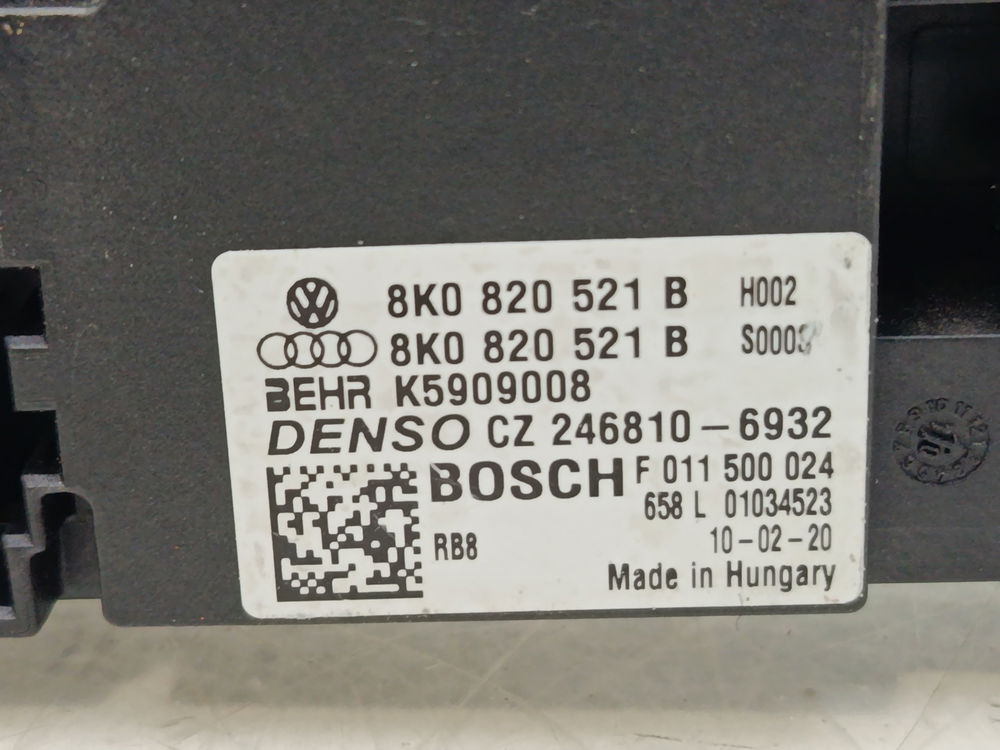 8K0 820 521 B H002
8K0 820 521 B S0003
BEHR K5909008
DENSO CZ 246810-6932
BOSCH F 011 500 024
658 L 01034523
RB8 10-02-20
Made in Hungary